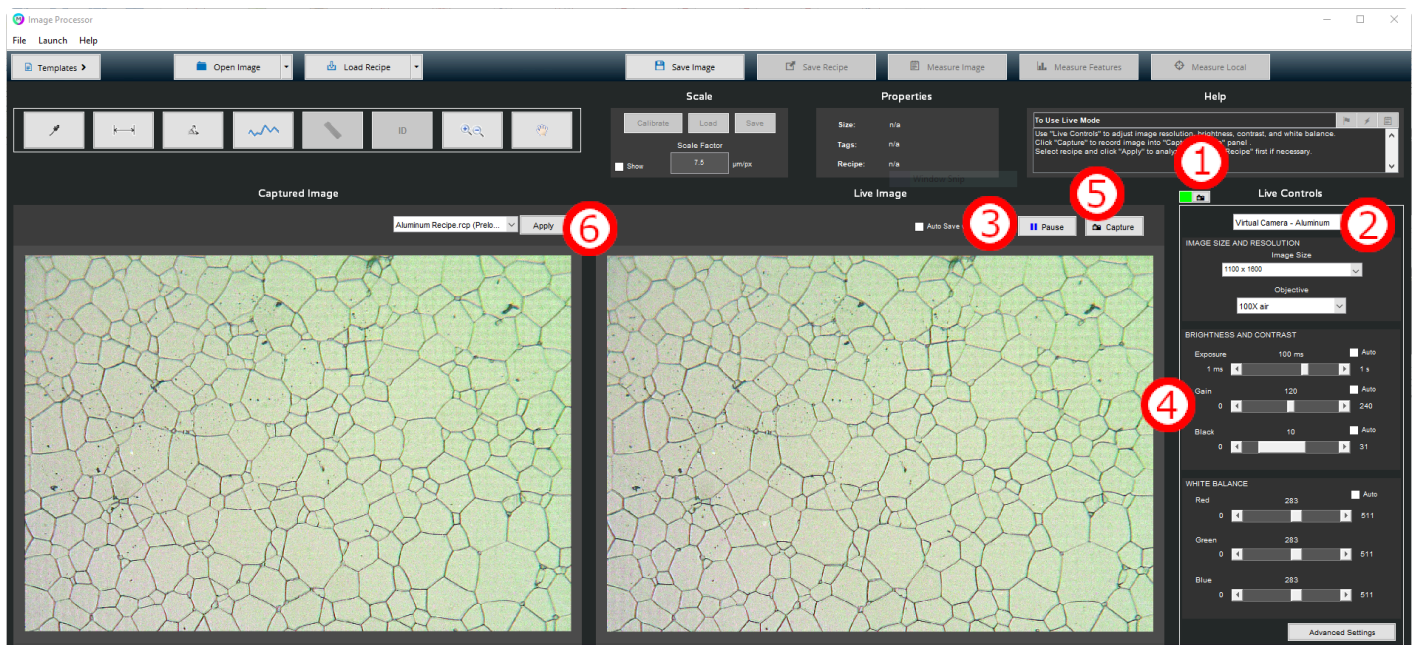 Image Processor
File Launch Help
Templates
Open Image
Load Recipe
Save Image
Save Recipe
Measure Image
Measure Features
Measure Local
Scale
Properties
Help
ID
Calibrate Load Save
Scale Factor
Show 7.5 µm/px
Size: n/a
Tags: n/a
Recipe: n/a
To Use Live Mode
Use "Live Controls" to adjust image resolution, brightness, contrast, and white balance.
Click "Capture" to record image into "Cap panel .
Select recipe and click "Apply" to analy Recipe" first if necessary.
1
Captured Image
Live Image
5
Live Controls
Aluminum Recipe.rcp (Prelo...
Apply
6
Auto Save
3
Pause
Capture
Virtual Camera - Aluminum
2
IMAGE SIZE AND RESOLUTION
Image Size
1100 x 1600
Objective
100X air
BRIGHTNESS AND CONTRAST
Exposure 100 ms Auto
1 ms 1 s
4
Gain 120 Auto
0 240
Black 10 Auto
0 31
WHITE BALANCE
Red 283 Auto
0 511
Green 283
0 511
Blue 283
0 511
Advanced Settings